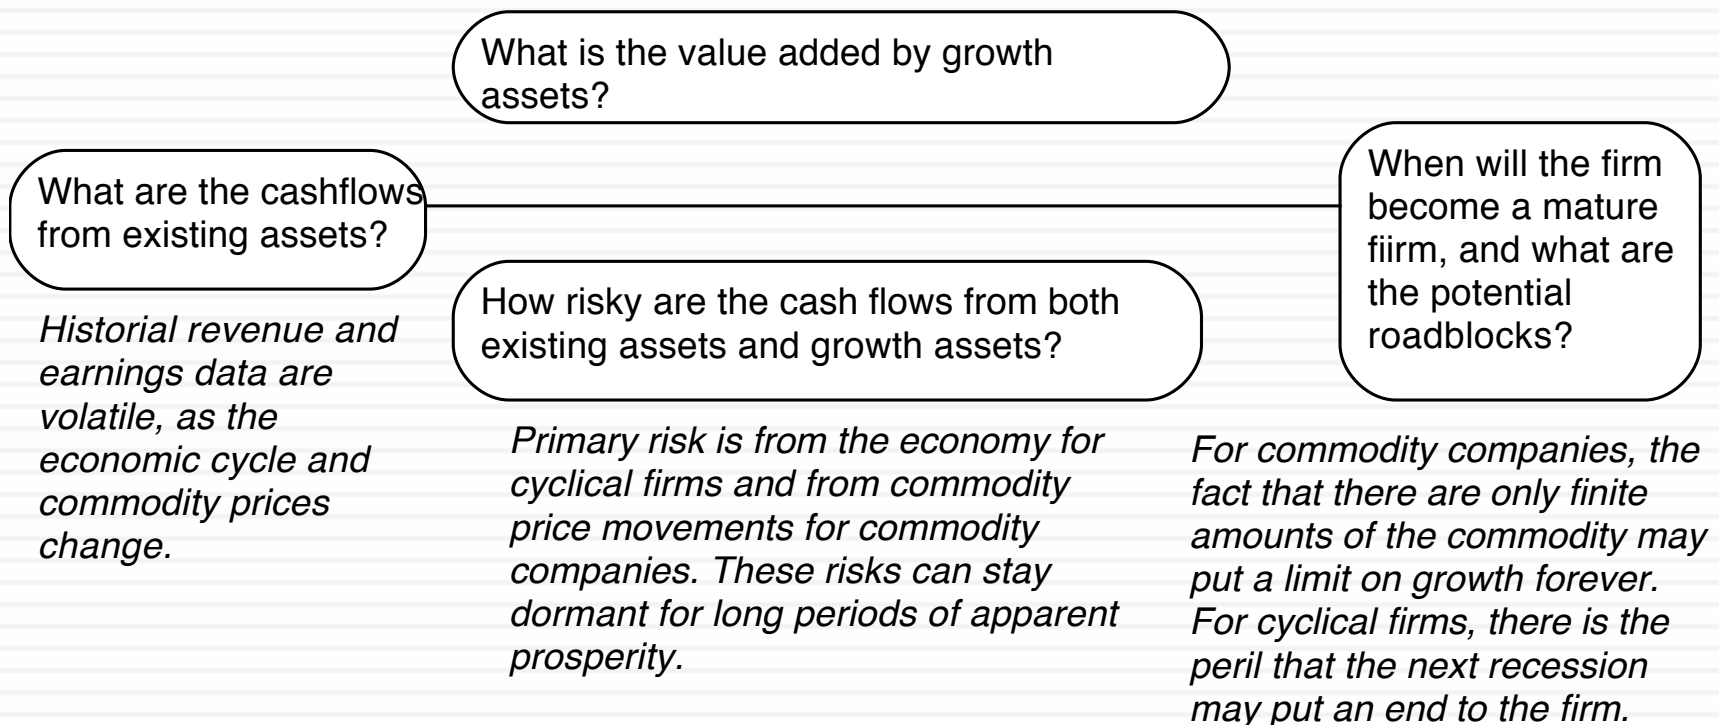 What is the value added by growth
assets?
What are the cashflows
from existing assets?
Historial revenue and
earnings data are
volatile, as the
economic cycle and
commodity prices
change.
How risky are the cash flows from both
existing assets and growth assets?
Primary risk is from the economy for
cyclical firms and from commodity
price movements for commodity
companies. These risks can stay
dormant for long periods of apparent
prosperity.
When will the firm
become a mature
fiirm, and what are
the potential
roadblocks?
For commodity companies, the
fact that there are only finite
amounts of the commodity may
put a limit on growth forever.
For cyclical firms, there is the
peril that the next recession
may put an end to the firm.